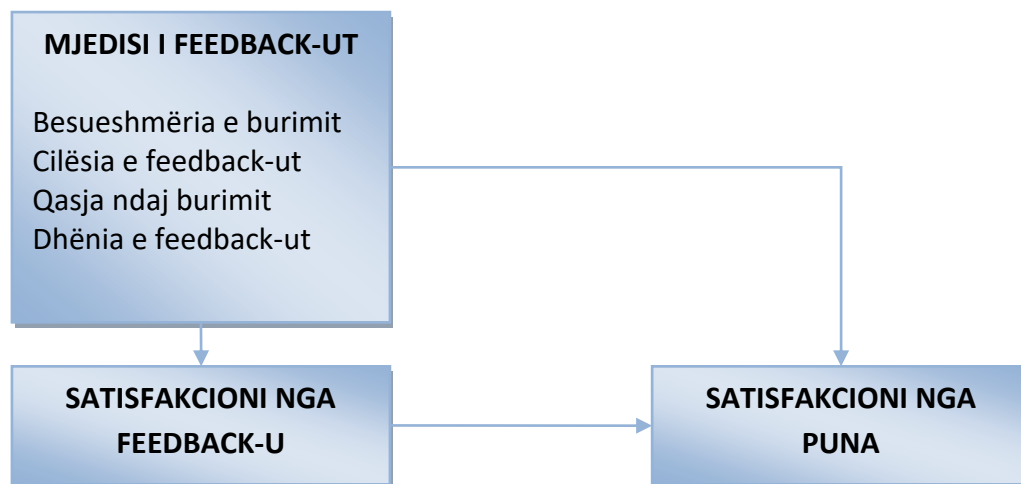 MJEDISI I FEEDBACK-UT
Besueshmëria e burimit
Cilësia e feedback-ut
Qasja ndaj burimit
Dhënia e feedback-ut
SATISFAKCIONI NGA
FEEDBACK-U
SATISFAKCIONI NGA
PUNA